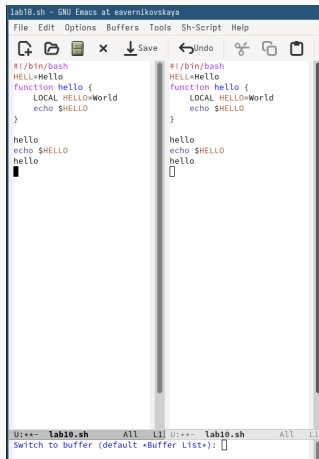 lab10.sh - GNU Emacs at eavernikovskaya
File Edit Options Buffers Tools Sh-Script Help
Save Undo
#!/bin/bash
HELL=Hello
function hello {
    LOCAL HELLO=World
    echo $HELLO
}
hello
echo $HELLO
hello
#!/bin/bash
HELL=Hello
function hello {
    LOCAL HELLO=World
    echo $HELLO
}
hello
echo $HELLO
hello
U:**- lab10.sh All L1
U:**- lab10.sh All L1
Switch to buffer (default *Buffer List*):